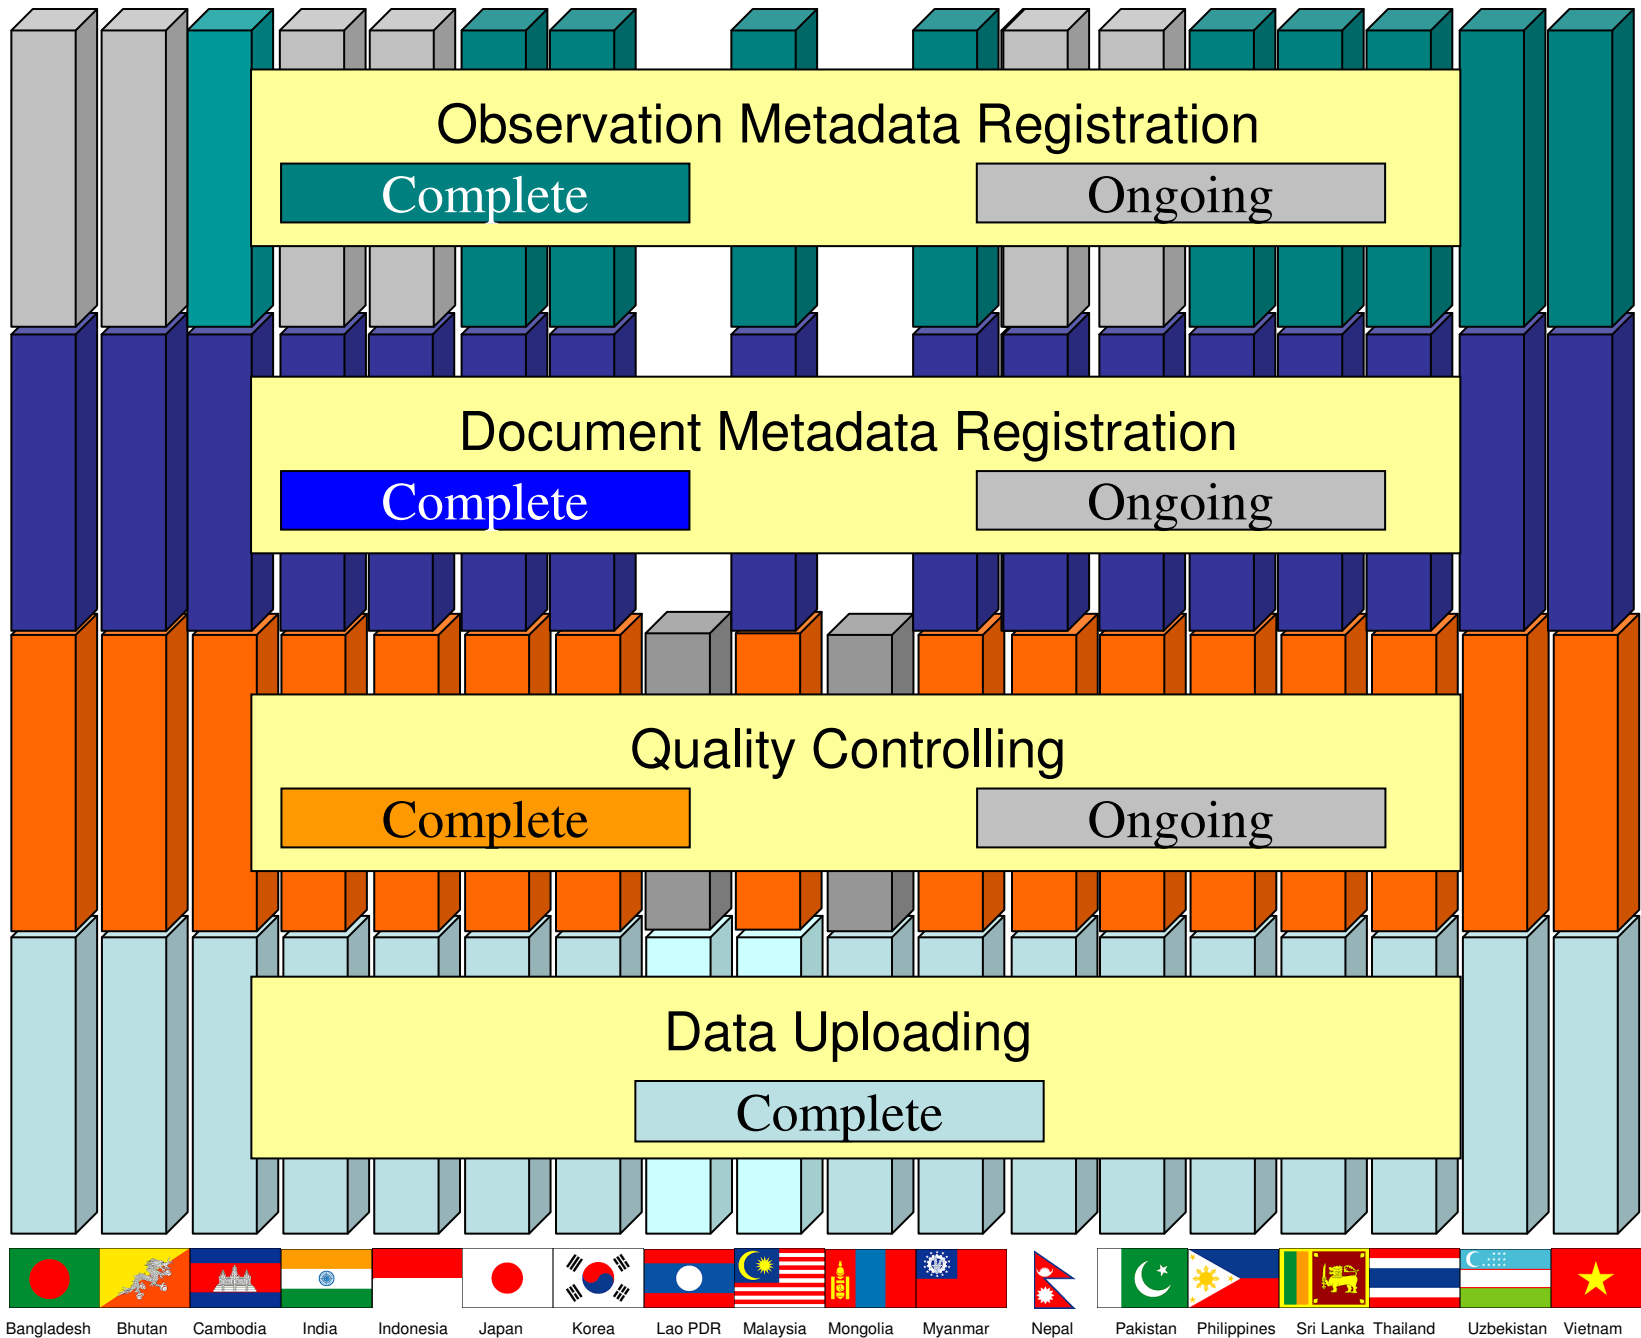 Observation Metadata Registration
Complete Ongoing
Document Metadata Registration
Complete Ongoing
Quality Controlling
Complete Ongoing
Data Uploading
Complete
Bangladesh Bhutan Cambodia India Indonesia Japan Korea Lao PDR Malaysia Mongolia Myanmar Nepal Pakistan Philippines Sri Lanka Thailand Uzbekistan Vietnam